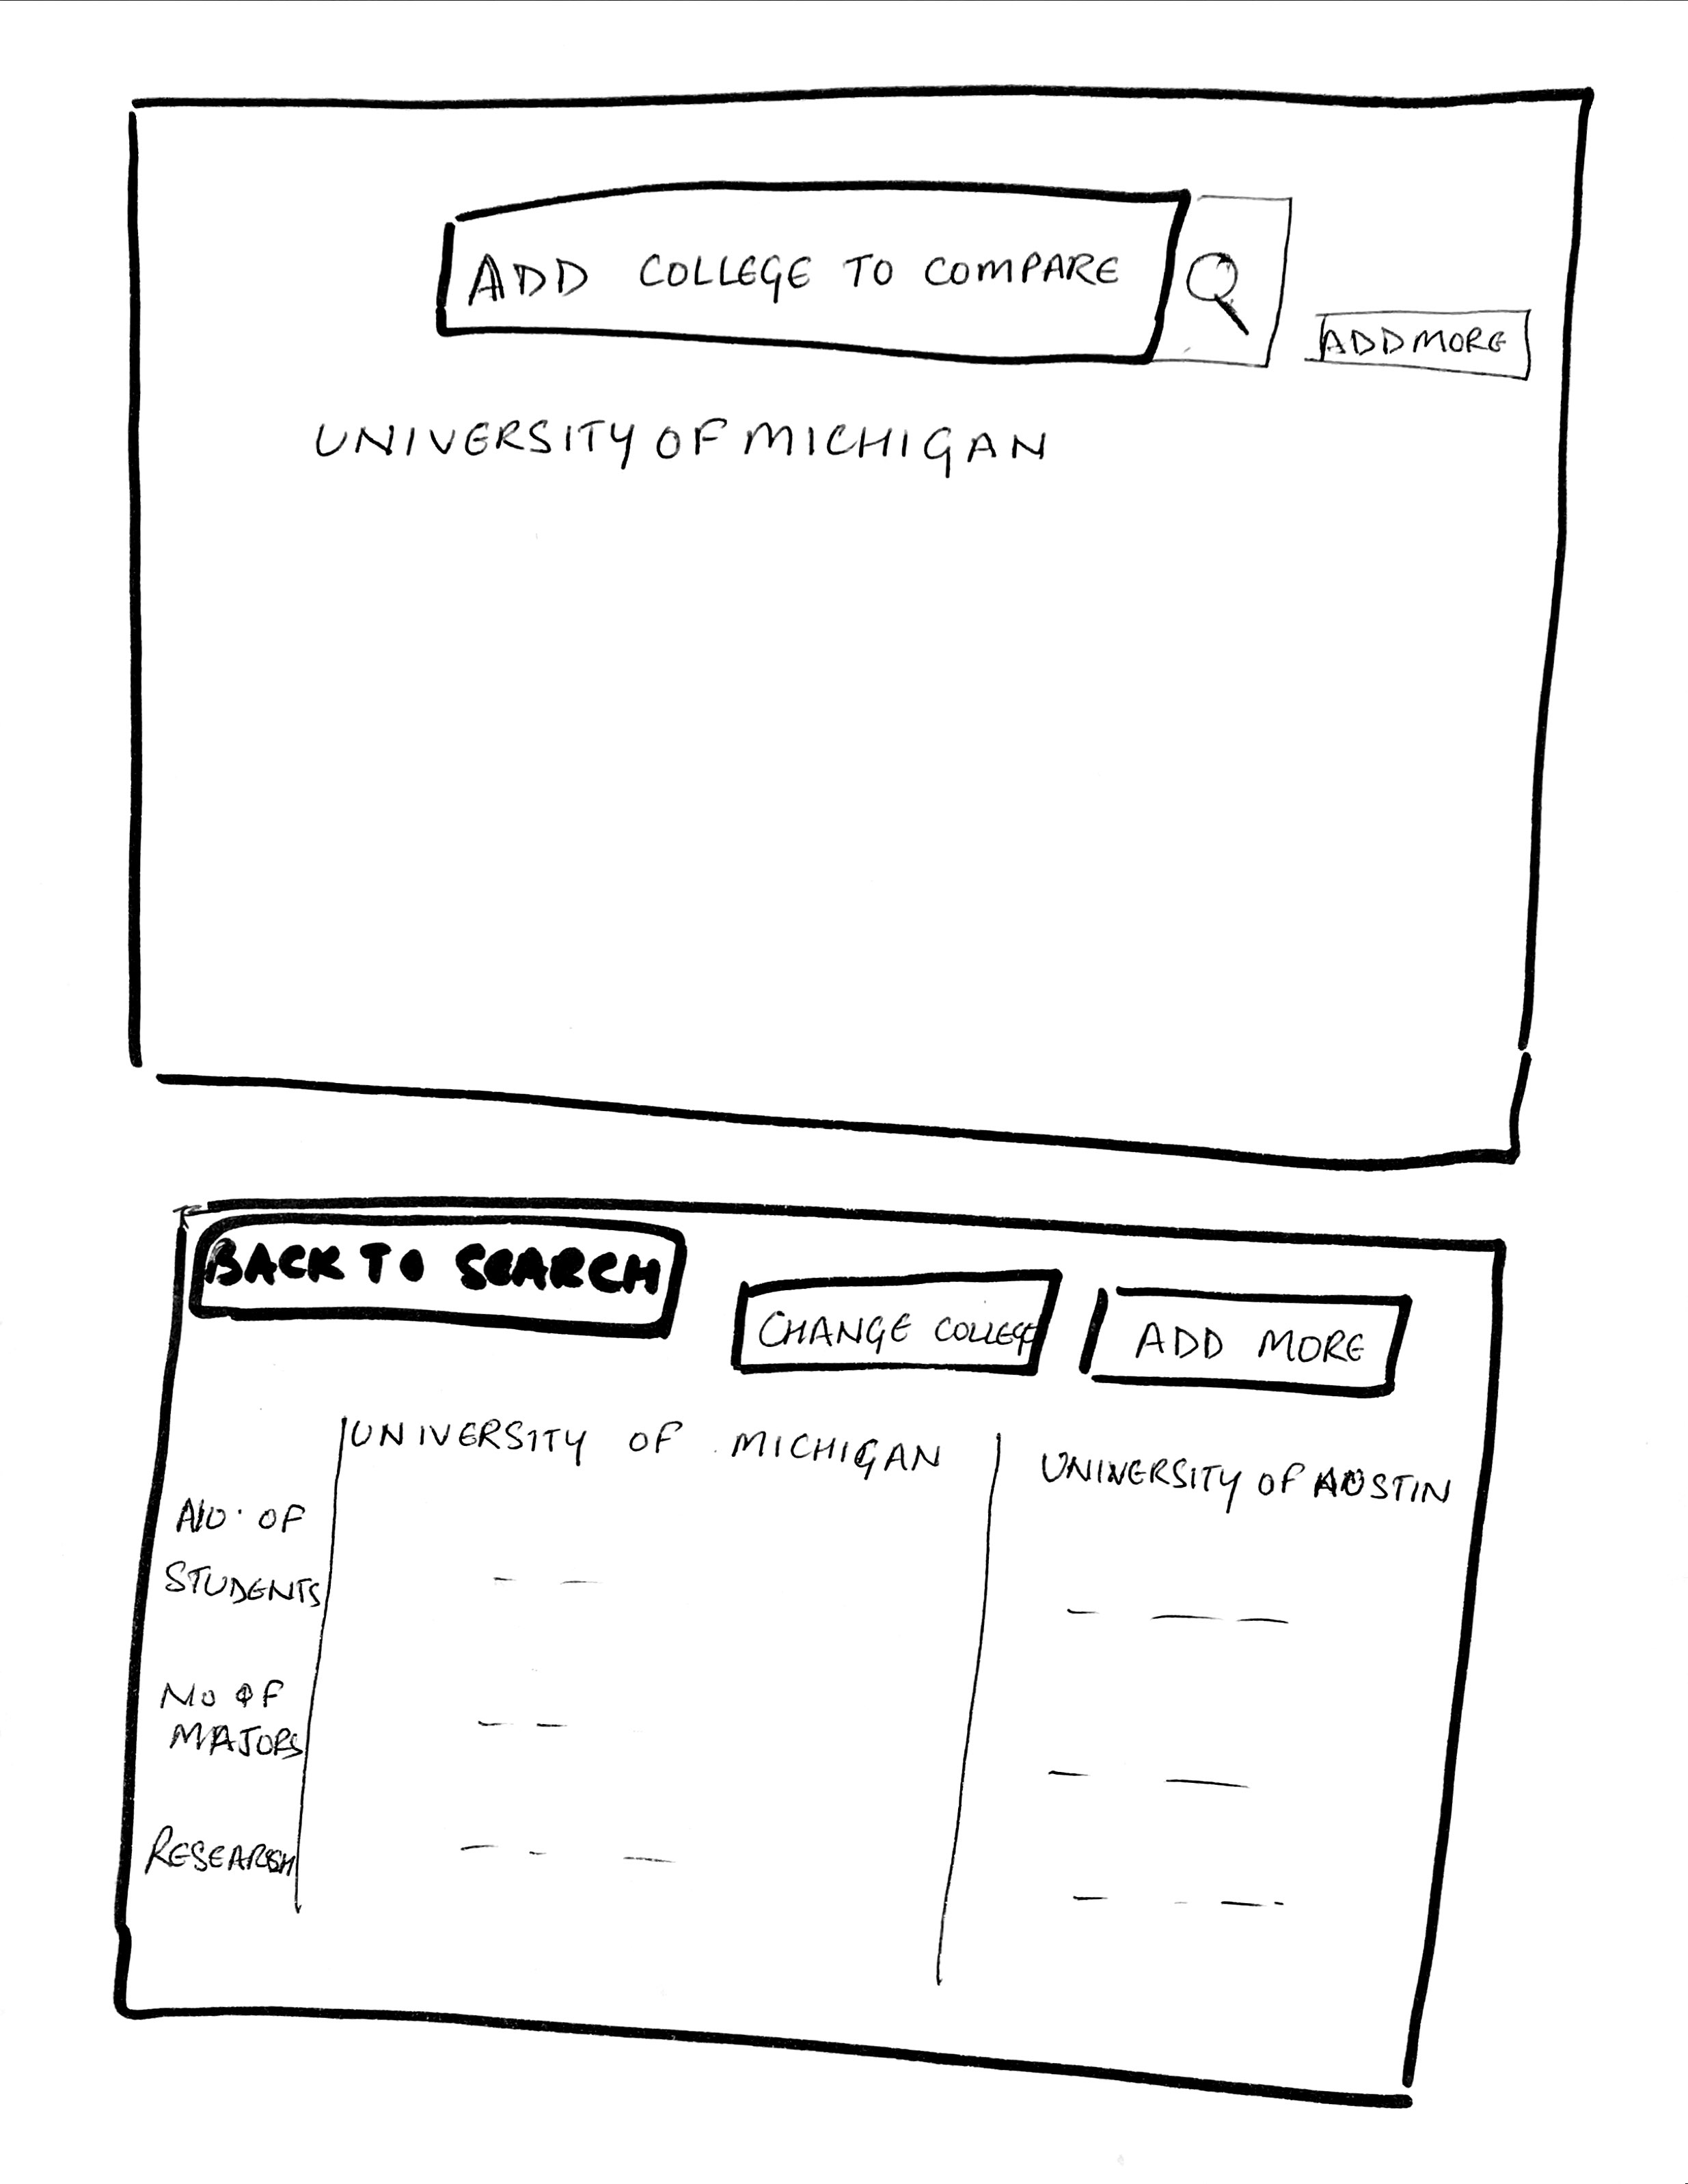 ADD COLLEGE TO COMPARE
ADD MORE
UNIVERSITY OF MICHIGAN
BACK TO SEARCH
CHANGE COLLEGE
ADD MORE
UNIVERSITY OF MICHIGAN
UNIVERSITY OF AUSTIN
NO. OF
STUDENTS
NO OF
MAJORS
RESEARCH